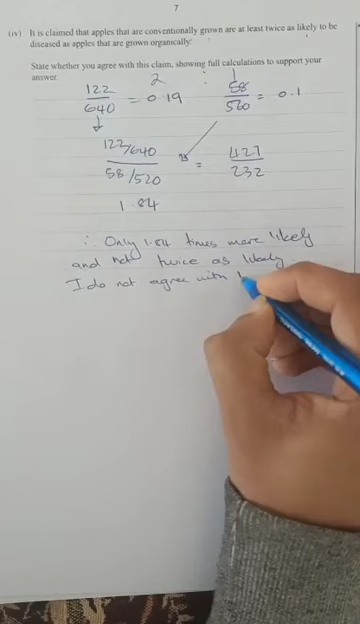 7
(iv) It is claimed that apples that are conventionally grown are at least twice as likely to be
diseased as apples that are grown organically.
State whether you agree with this claim, showing full calculations to support your
answer.
122/640 = 0.19 2 : 1 58/520 = 0.1
122/640 / 58/520 = 427/232
1.84
∴ Only 1.84 times more likely
and not twice as likely.
I do not agree with